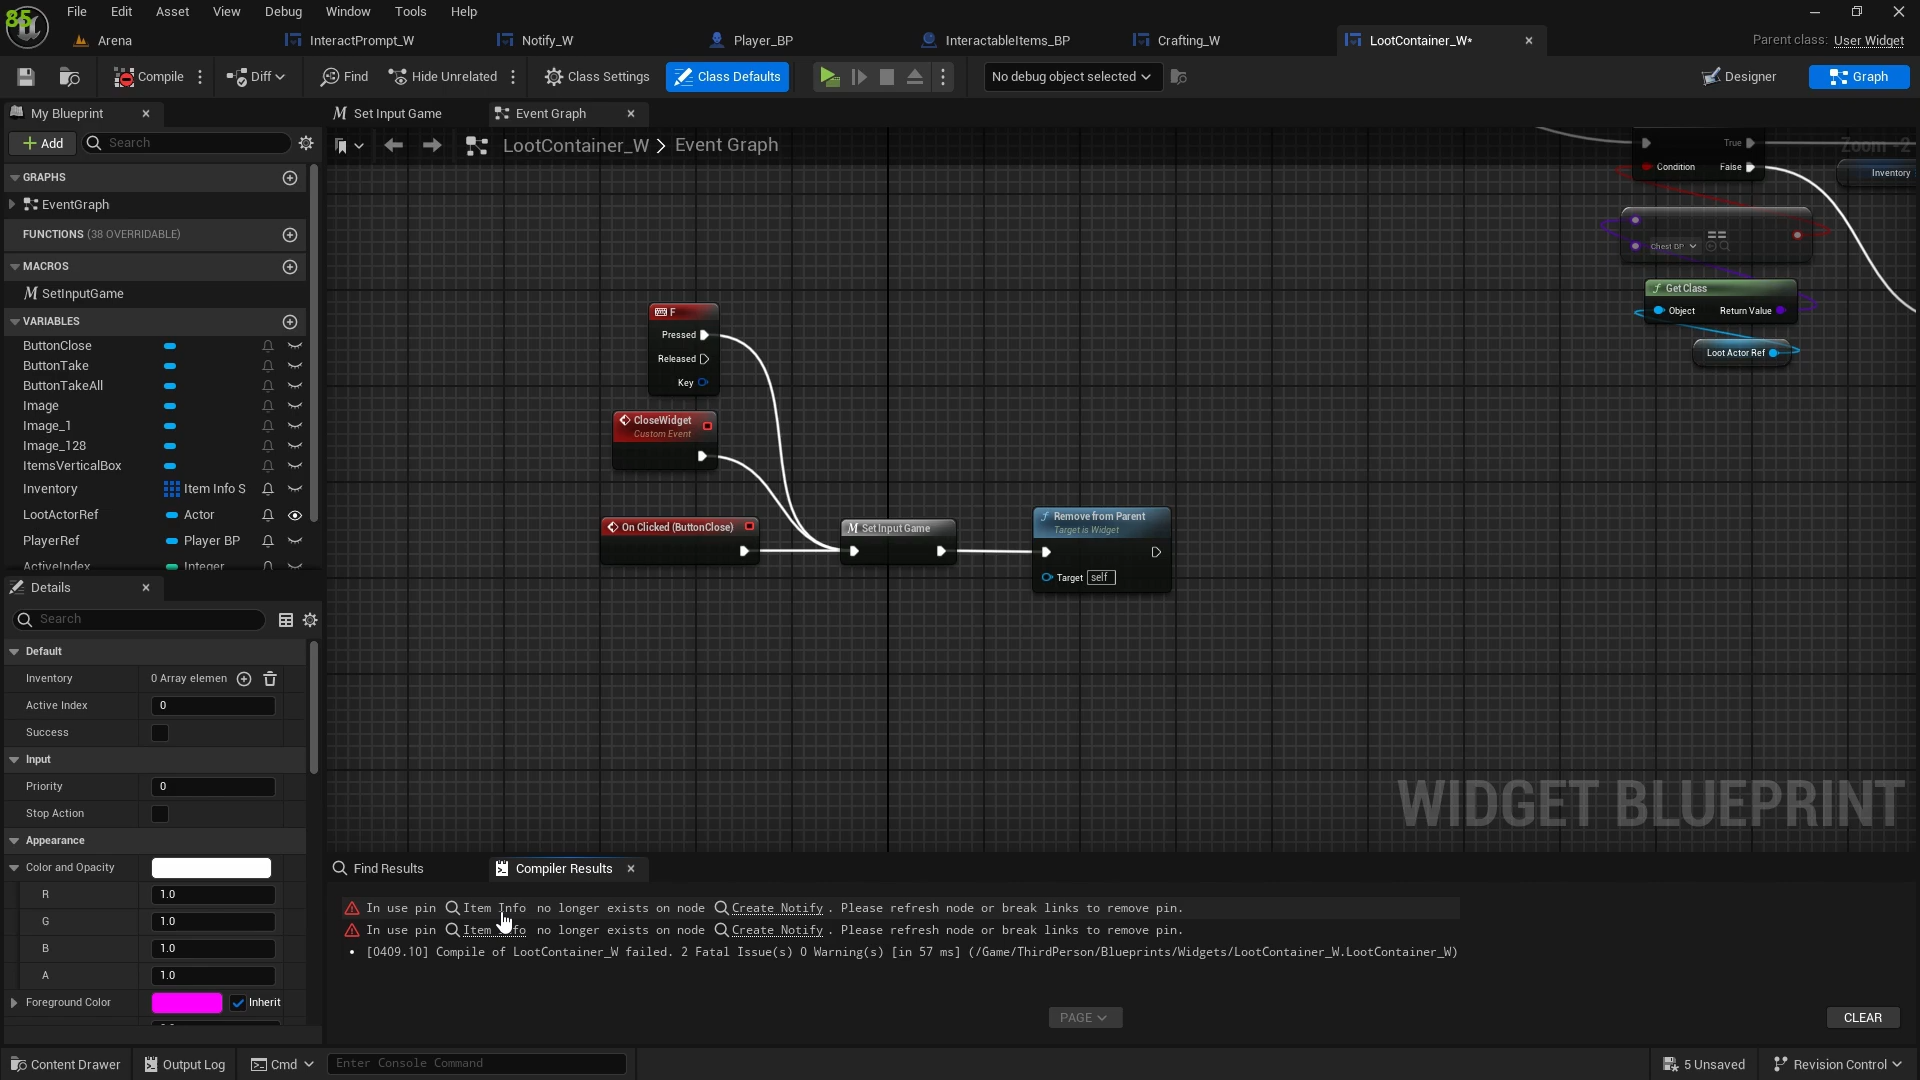 85
File Edit Asset View Debug Window Tools Help
Arena InteractPrompt_W Notify_W Player_BP InteractableItems_BP Crafting_W LootContainer_W* Parent class: User Widget
Compile Diff Find Hide Unrelated Class Settings Class Defaults No debug object selected Designer Graph
My Blueprint Set Input Game Event Graph
Add Search LootContainer_W > Event Graph Zoom -2
GRAPHS
EventGraph
FUNCTIONS (38 OVERRIDABLE)
MACROS
SetInputGame
VARIABLES
ButtonClose
ButtonTake
ButtonTakeAll
Image
Image_1
Image_128
ItemsVerticalBox
Inventory Item Info S
LootActorRef Actor
PlayerRef Player BP
ActiveIndex Integer
True
Condition False
Inventory
==
Chest BP
Get Class
Object Return Value
Loot Actor Ref
F
Pressed
Released
Key
CloseWidget
Custom Event
On Clicked (ButtonClose)
Set Input Game
Remove from Parent
Target is Widget
Target self
WIDGET BLUEPRINT
Details
Search
Default
Inventory 0 Array elemen
Active Index 0
Success
Input
Priority 0
Stop Action
Appearance
Color and Opacity
R 1.0
G 1.0
B 1.0
A 1.0
Foreground Color Inherit
Find Results Compiler Results
In use pin Item Info no longer exists on node Create Notify . Please refresh node or break links to remove pin.
In use pin Item Info no longer exists on node Create Notify . Please refresh node or break links to remove pin.
• [0409.10] Compile of LootContainer_W failed. 2 Fatal Issue(s) 0 Warning(s) [in 57 ms] (/Game/ThirdPerson/Blueprints/Widgets/LootContainer_W.LootContainer_W)
PAGE CLEAR
Content Drawer Output Log Cmd Enter Console Command 5 Unsaved Revision Control